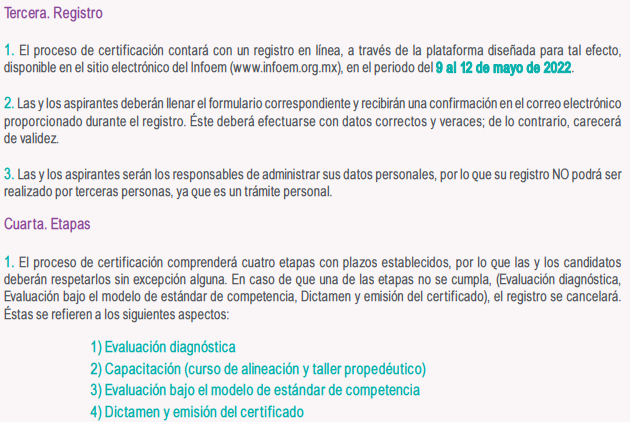 Tercera. Registro
1. El proceso de certificación contará con un registro en línea, a través de la plataforma diseñada para tal efecto,
disponible en el sitio electrónico del Infoem (www.infoem.org.mx), en el periodo del 9 al 12 de mayo de 2022.
2. Las y los aspirantes deberán llenar el formulario correspondiente y recibirán una confirmación en el correo electrónico
proporcionado durante el registro. Éste deberá efectuarse con datos correctos y veraces; de lo contrario, carecerá
de validez.
3. Las y los aspirantes serán los responsables de administrar sus datos personales, por lo que su registro NO podrá ser
realizado por terceras personas, ya que es un trámite personal.
Cuarta. Etapas
1. El proceso de certificación comprenderá cuatro etapas con plazos establecidos, por lo que las y los candidatos
deberán respetarlos sin excepción alguna. En caso de que una de las etapas no se cumpla, (Evaluación diagnóstica,
Evaluación bajo el modelo de estándar de competencia, Dictamen y emisión del certificado), el registro se cancelará.
Éstas se refieren a los siguientes aspectos:
1) Evaluación diagnóstica
2) Capacitación (curso de alineación y taller propedéutico)
3) Evaluación bajo el modelo de estándar de competencia
4) Dictamen y emisión del certificado